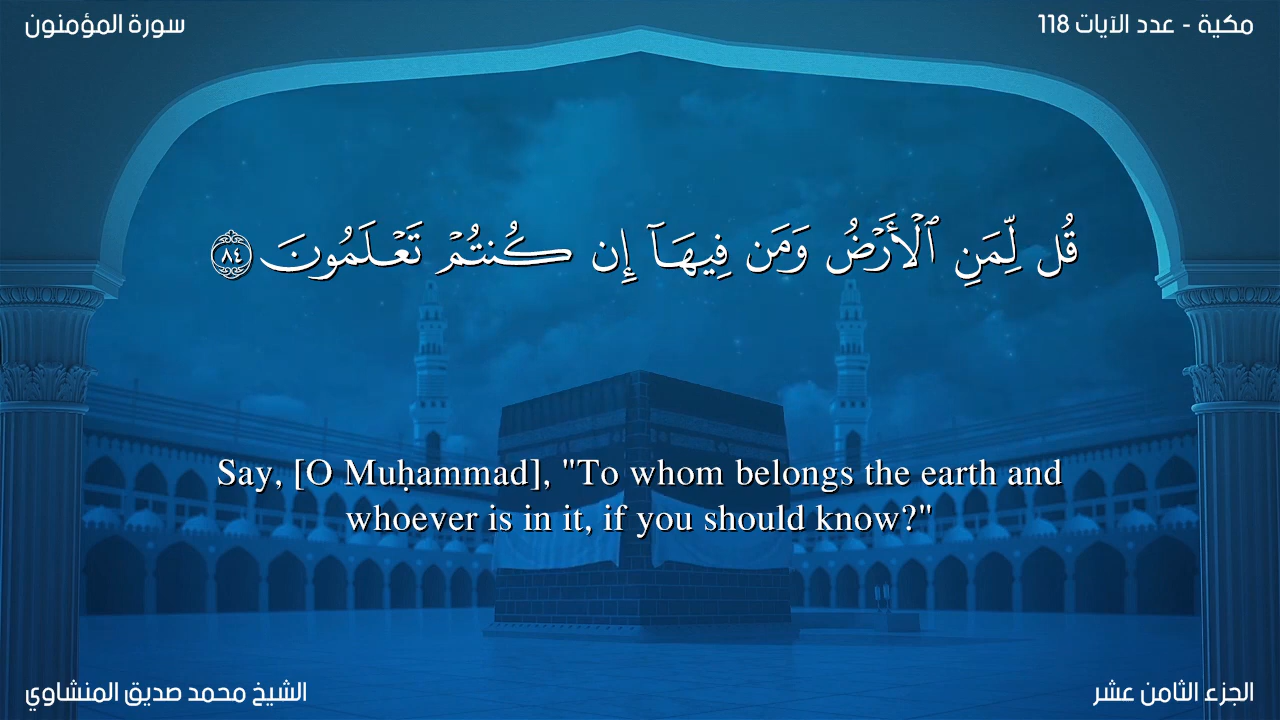 سورة المؤمنون
مكية - عدد الآيات 118
قُل لِّمَنِ ٱلْأَرْضُ وَمَن فِيهَآ إِن كُنتُمْ تَعْلَمُونَ ٨٤
Say, [O Muḥammad], "To whom belongs the earth and
whoever is in it, if you should know?"
الشيخ محمد صديق المنشاوي
الجزء الثامن عشر